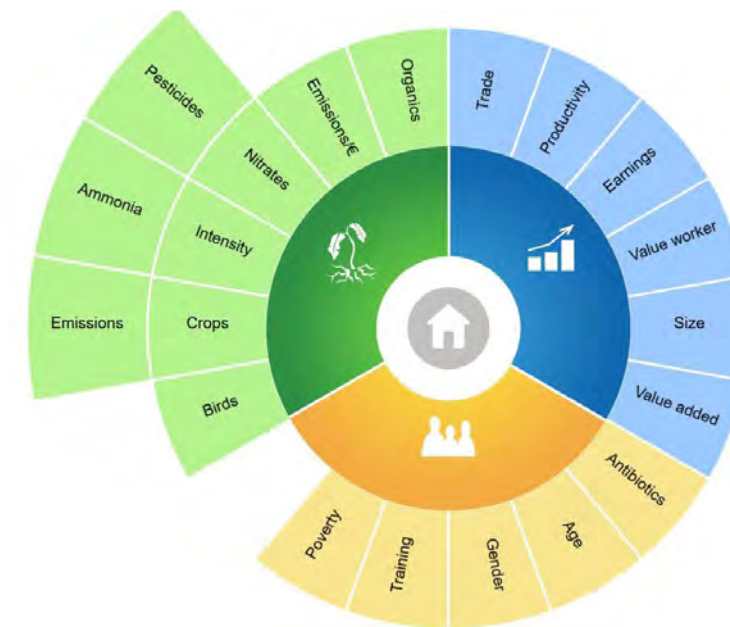 Pesticides
Ammonia
Emissions
Organics
Emissions/€
Nitrates
Intensity
Crops
Birds
Trade
Productivity
Earnings
Value worker
Size
Value added
Antibiotics
Age
Gender
Training
Poverty